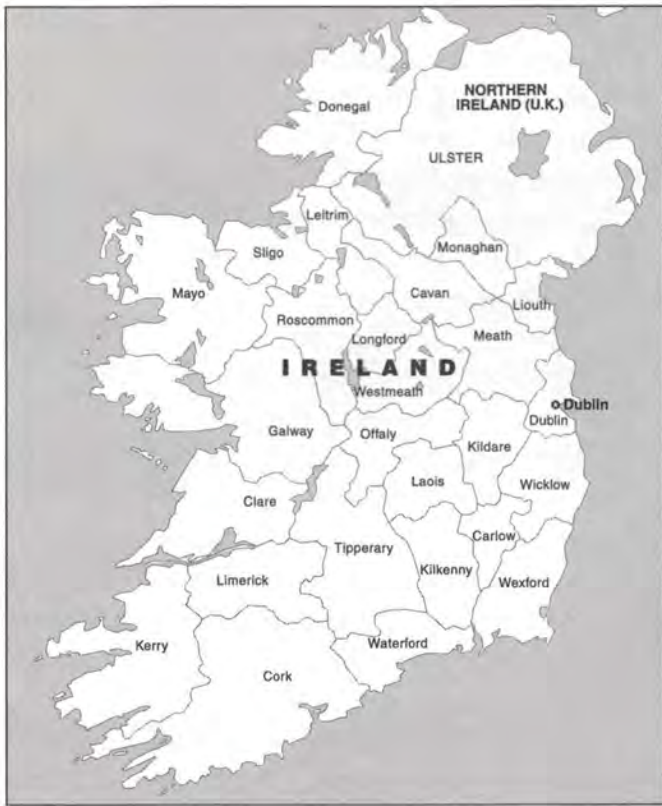 NORTHERN
IRELAND (U.K.)
Donegal
ULSTER
Leitrim
Monaghan
Sligo
Cavan
Mayo
Liouth
Roscommon
Meath
Longford
IRELAND
Westmeath
Dublin
Dublin
Galway
Offaly
Kildare
Laois
Wicklow
Clare
Carlow
Tipperary
Kilkenny
Limerick
Wexford
Waterford
Kerry
Cork